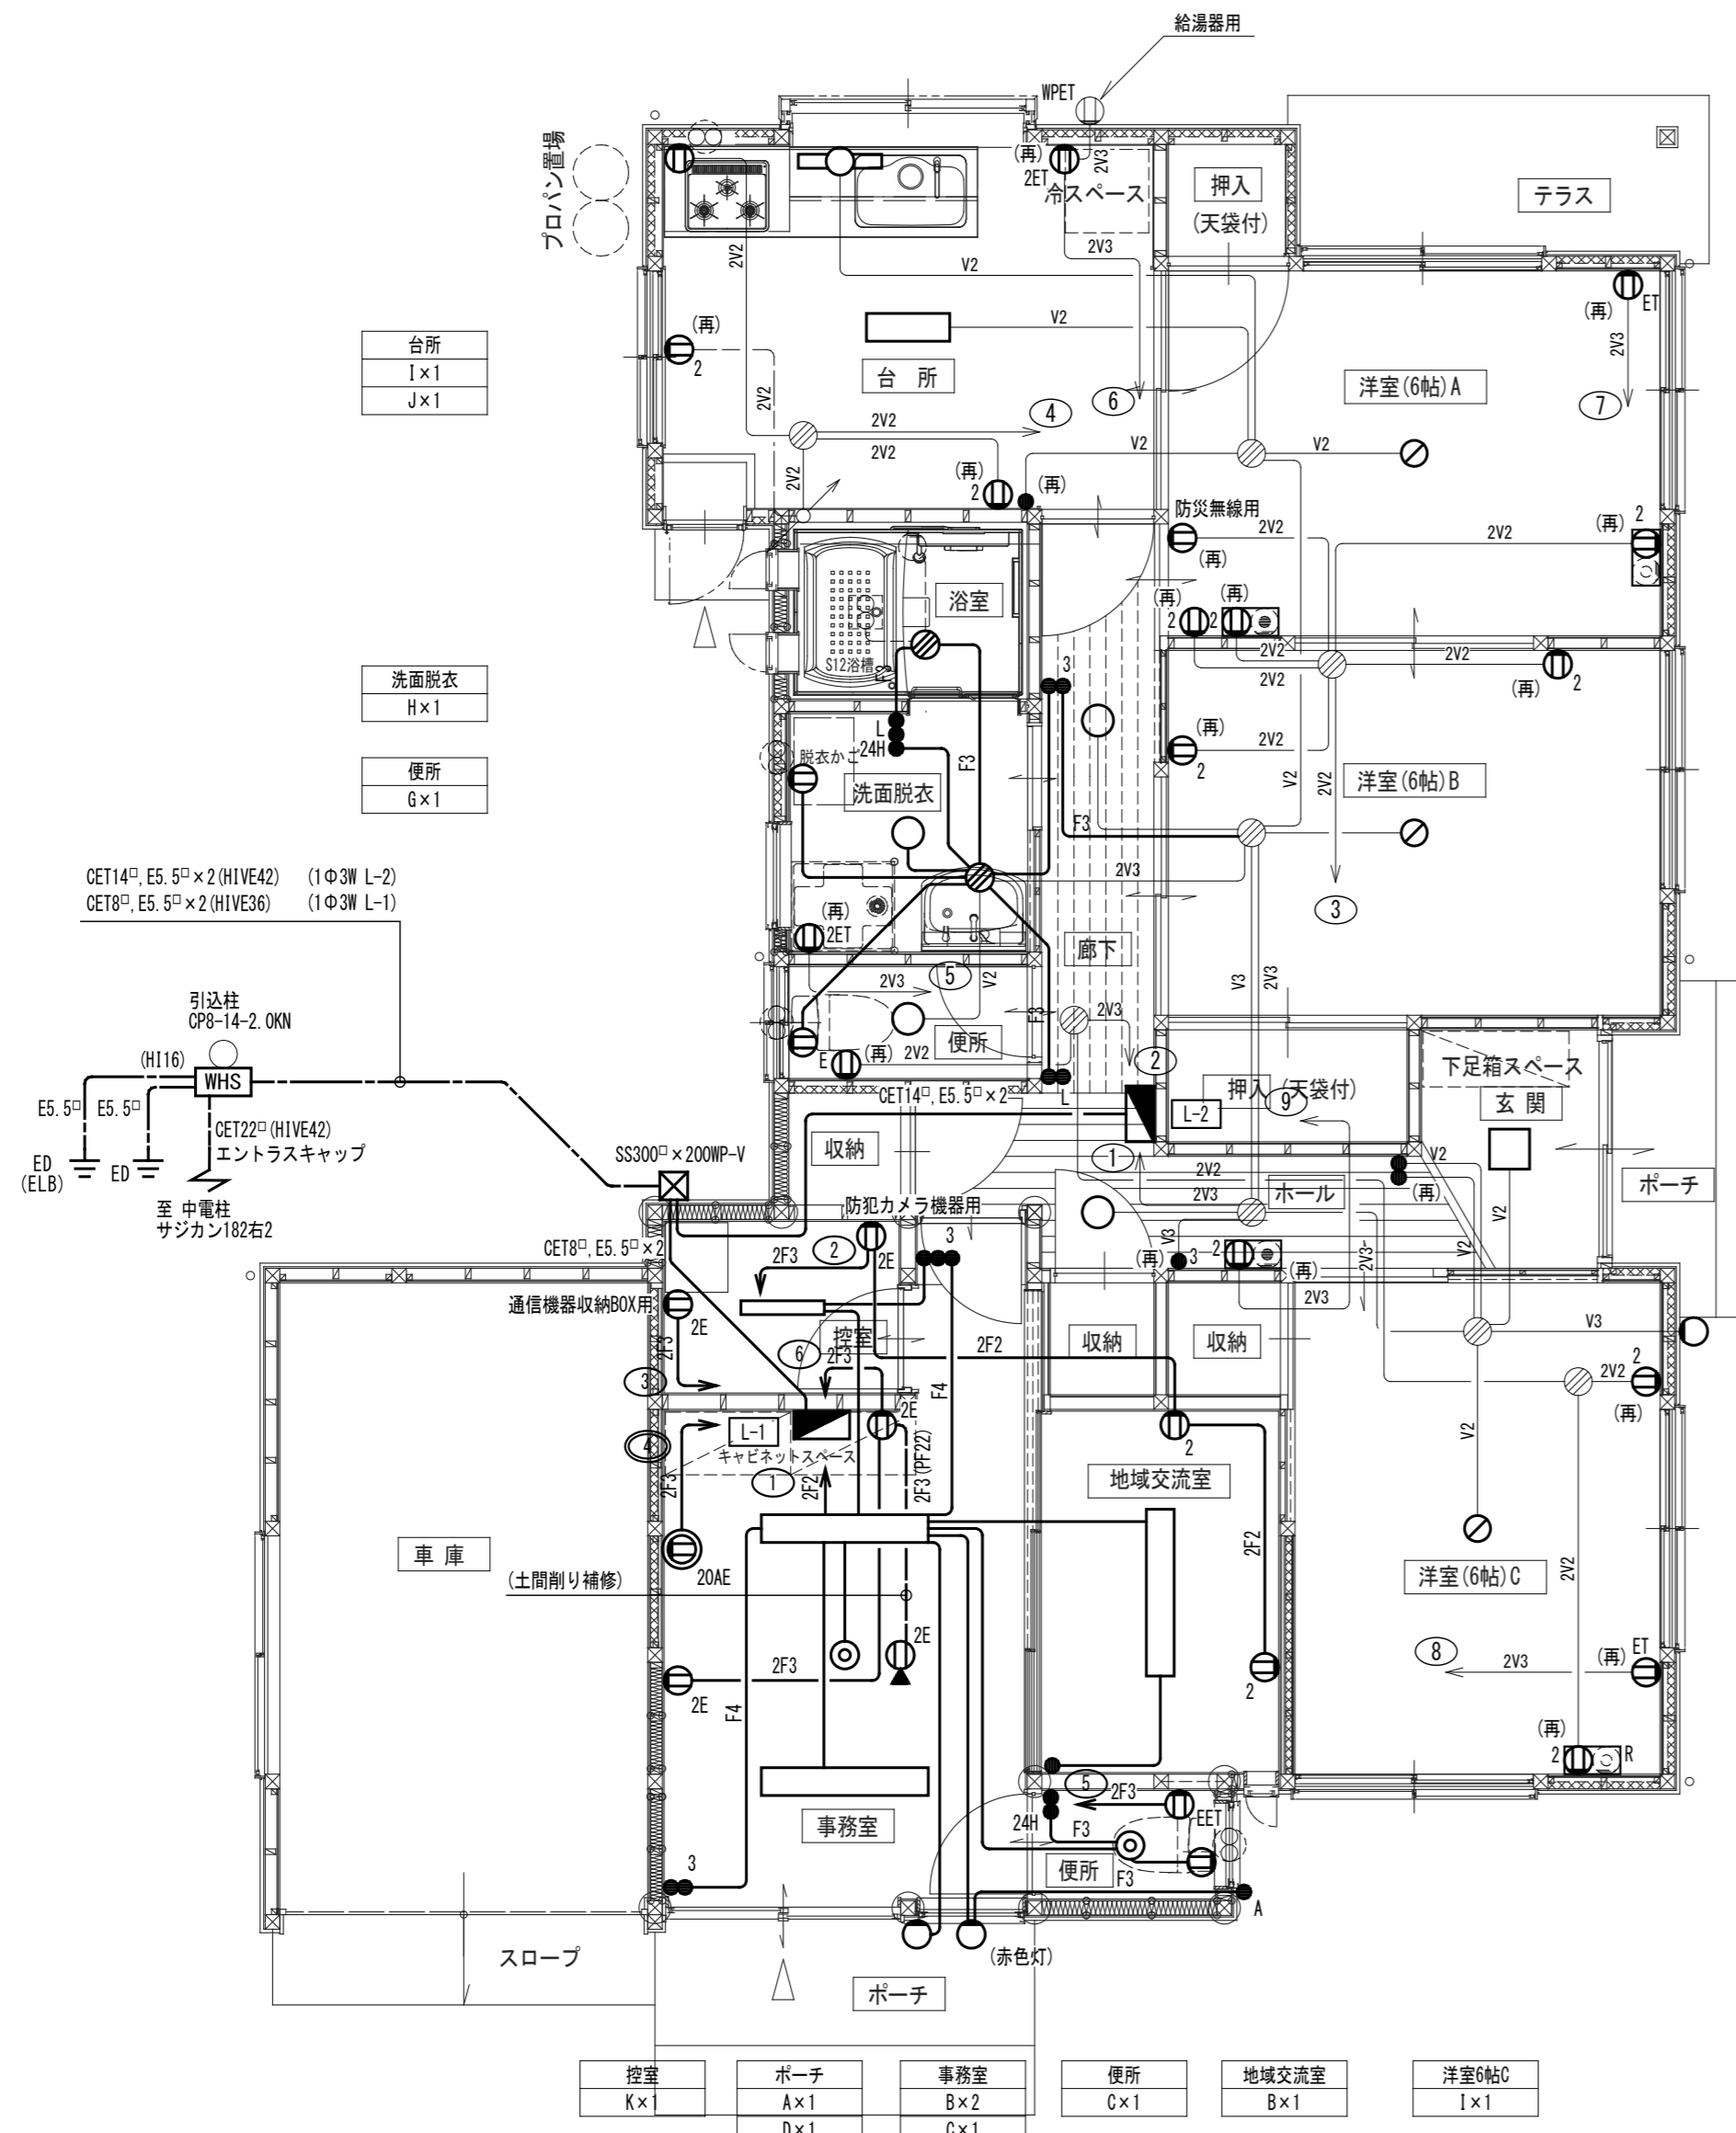 給湯器用
WPET
プロパン置場
(再)
2ET
2V3
冷スペース
押入
(天袋付)
テラス
2V2
2V3
V2
(再)
ET
2V3
台所
I×1
J×1
(再)
2
V2
台 所
2V2
洋室(6帖)A
④
⑥
⑦
2V2
2V2
V2
V2
2V2
(再)
2
(再)
防災無線用
2V2
(再)
2V2
(再)
2
浴室
S12浴槽
F3
(再)
2
2
(再)
2V2
2V2
2V2
(再)
2
洗面脱衣
H×1
3
L
24H
脱衣かご
洗面脱衣
F3
(再)
2V2
2
V2
2V2
洋室(6帖)B
便所
G×1
F3
2V3
③
CET14□,E5.5□×2(HIVE42) (1Φ3W L-2)
CET8□,E5.5□×2(HIVE36) (1Φ3W L-1)
(再)
2ET
廊下
⑤
2V3
V2
V3
2V3
引込柱
CP8-14-2.0KN
(HI16)
WHS
E5.5□
E5.5□
CET22□(HIVE42)
エントラスキャップ
ED
(ELB)
ED
至 中電柱
サジカン182右2
F3
2V3
便所
E
(再)
2V2
L
②
CET14□,E5.5□×2
L-2
押入 (天袋付)
⑨
下足箱スペース
玄 関
SS300□×200WP-V
収納
①
2V2
2V3
ホール
V2
(再)
V2
ポーチ
防犯カメラ機器用
CET8□,E5.5□×2
2F3
②
2E
3
V3
(再)
3
2
(再)
2V3
2V3
V2
通信機器収納BOX用
2E
2F3
控室
⑥
2F3
2F2
収納
収納
V3
③
F4
2V2
2
(再)
④
L-1
キャビネットスペース
2E
①
2F3
2F2
2F3(PF22)
2
地域交流室
V2
車 庫
20AE
(土間削り補修)
2F2
洋室(6帖)C
2V2
2E
2F3
2E
F4
2
⑧
2V3
(再)
ET
(再)
2
R
⑤
2F3
事務室
24H
F3
EET
便所
F3
3
A
(赤色灯)
スロープ
ポーチ
控室
K×1
ポーチ
A×1
D×1
事務室
B×2
C×1
便所
C×1
地域交流室
B×1
洋室6帖C
I×1